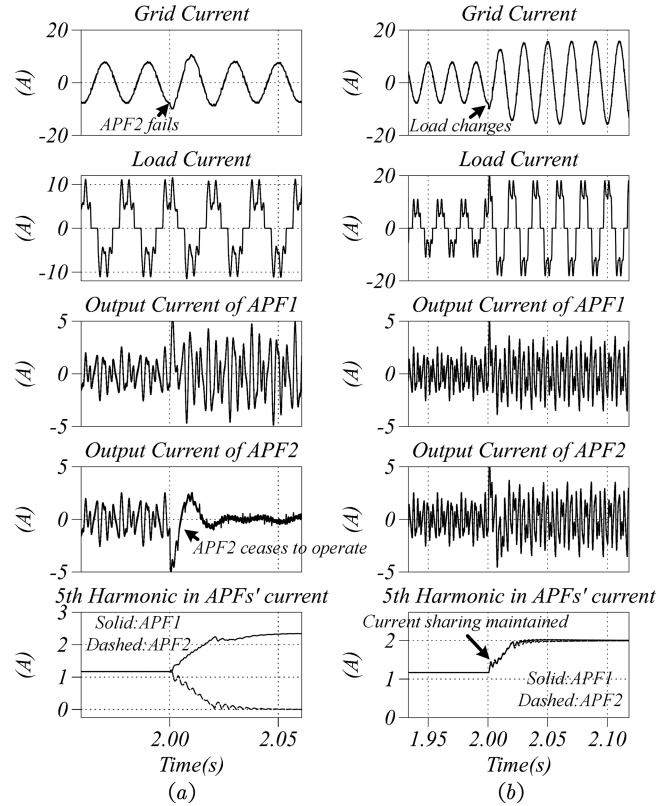 Grid Current
(A)
20
0
-20
APF2 fails
Load Current
(A)
10
0
-10
Output Current of APF1
(A)
5
0
-5
Output Current of APF2
(A)
5
0
-5
APF2 ceases to operate
5th Harmonic in APFs' current
(A)
3
2
1
0
Solid:APF1
Dashed:APF2
2.00
2.05
Time(s)
(a)
Grid Current
(A)
20
0
-20
Load changes
Load Current
(A)
20
0
-20
Output Current of APF1
(A)
5
0
-5
Output Current of APF2
(A)
5
0
-5
5th Harmonic in APFs' current
Current sharing maintained
(A)
2
1
0
Solid:APF1
Dashed:APF2
1.95
2.00
2.05
2.10
Time(s)
(b)